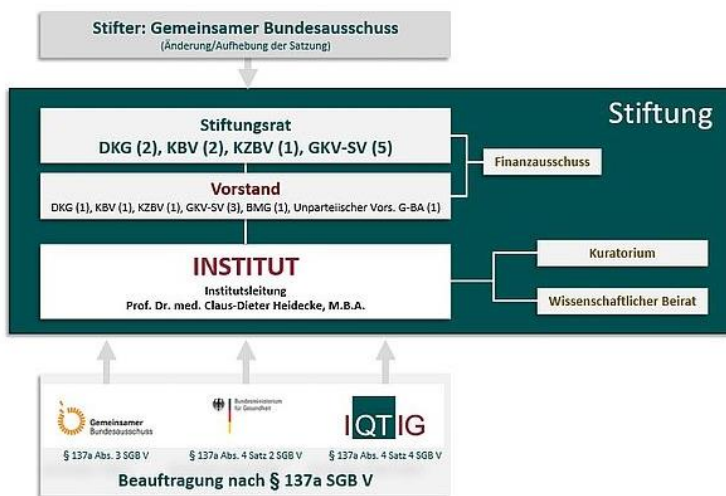 Stifter: Gemeinsamer Bundesausschuss
(Änderung/Aufhebung der Satzung)
Stiftung
Stiftungsrat
DKG (2), KBV (2), KZBV (1), GKV-SV (5)
Finanzausschuss
Vorstand
DKG (1), KBV (1), KZBV (1), GKV-SV (3), BMG (1), Unparteiischer Vors. G-BA (1)
INSTITUT
Institutsleitung
Prof. Dr. med. Claus-Dieter Heidecke, M.B.A.
Kuratorium
Wissenschaftlicher Beirat
Gemeinsamer
Bundesausschuss
Bundesministerium
für Gesundheit
IQTIG
§ 137a Abs. 3 SGB V
§ 137a Abs. 4 Satz 2 SGB V
§ 137a Abs. 4 Satz 4 SGB V
Beauftragung nach § 137a SGB V